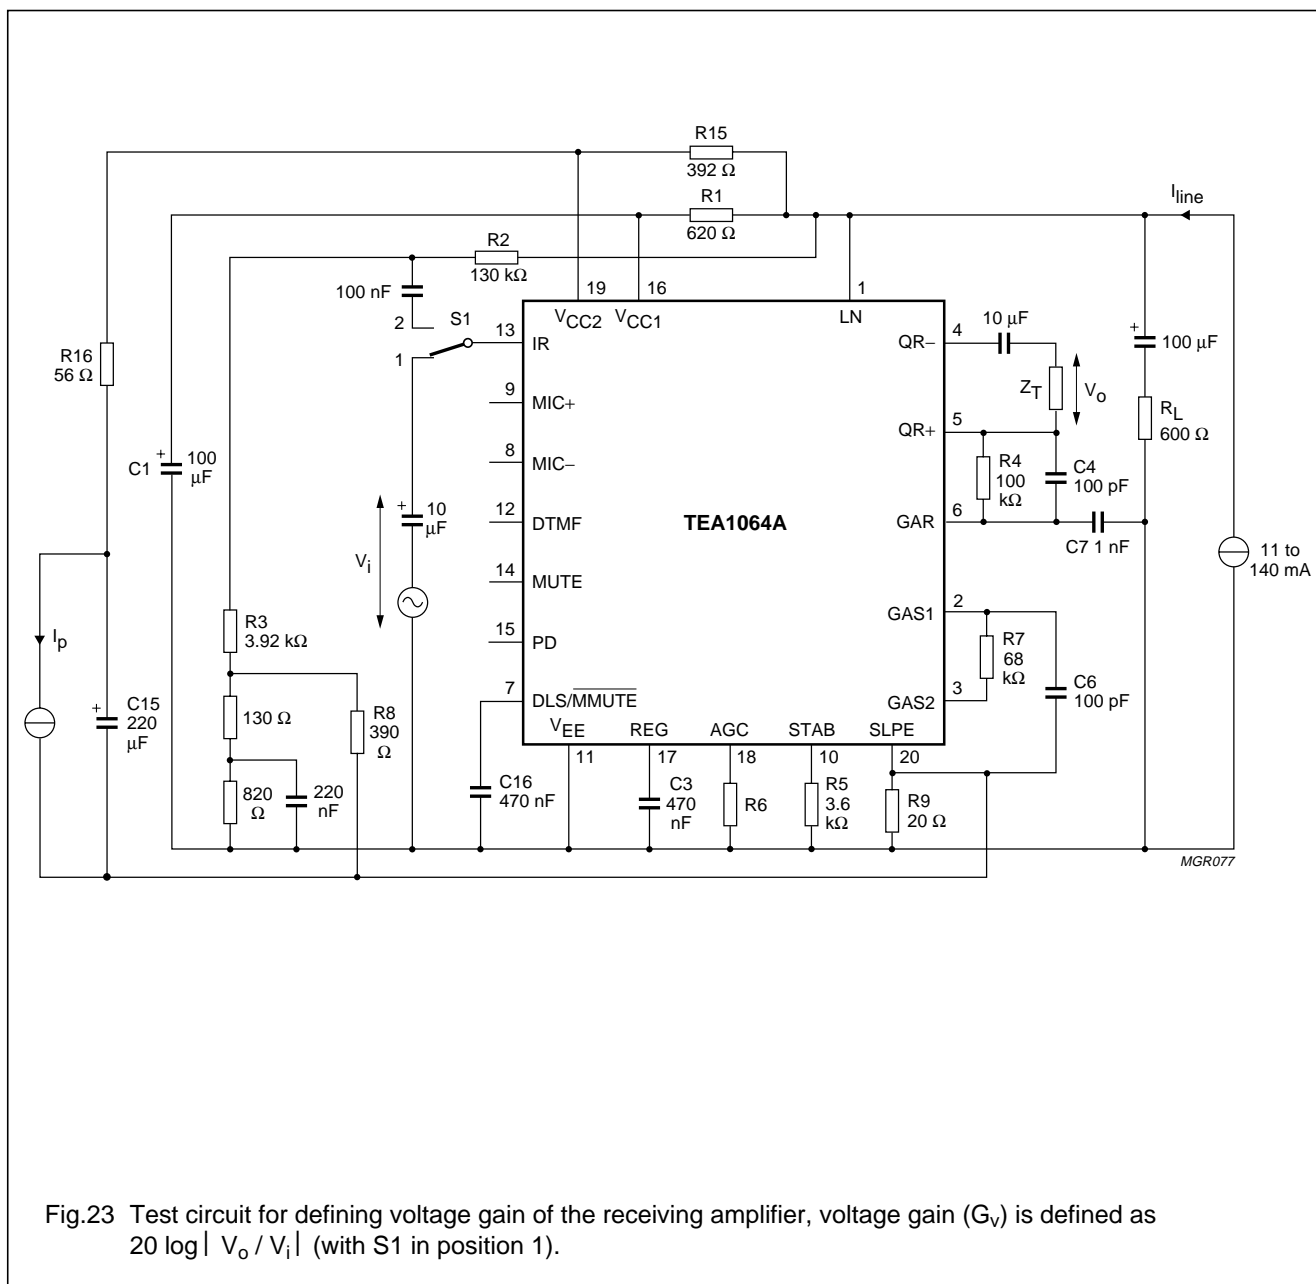 R15
392 Ω
R1
620 Ω
I_line
R2
130 kΩ
100 nF
2
S1
1
13
19
16
1
V_CC2
V_CC1
LN
IR
QR−
4
10 µF
+
100 µF
R16
56 Ω
9
MIC+
Z_T
V_o
R_L
600 Ω
QR+
5
C1
+
100
µF
8
MIC−
R4
100
kΩ
C4
100 pF
+
10
µF
12
DTMF
TEA1064A
GAR
6
C7 1 nF
V_i
11 to
140 mA
14
MUTE
GAS1
2
I_p
R3
3.92 kΩ
15
PD
R7
68
kΩ
C6
100 pF
7
DLS/M̅M̅U̅T̅E̅
GAS2
3
+
C15
220
µF
130 Ω
R8
390
Ω
V_EE
REG
AGC
STAB
SLPE
11
17
18
10
20
820
Ω
220
nF
C16
470 nF
C3
470
nF
R6
R5
3.6
kΩ
R9
20 Ω
MGR077
Fig.23 Test circuit for defining voltage gain of the receiving amplifier, voltage gain (G_v) is defined as
20 log | V_o / V_i | (with S1 in position 1).